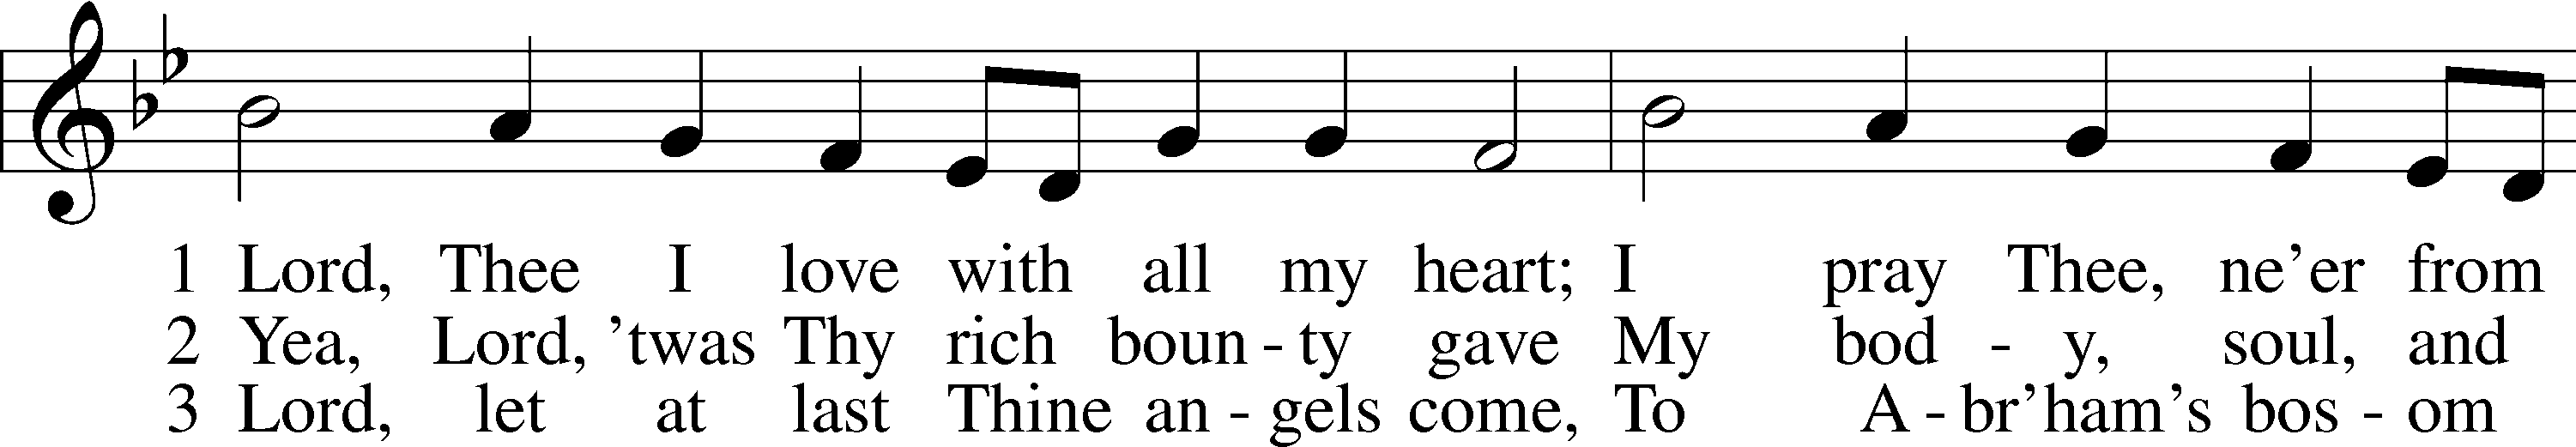 1 Lord, Thee I love with all my heart; I pray Thee, ne’er from
2 Yea, Lord, ’twas Thy rich boun - ty gave My bod - y, soul, and
3 Lord, let at last Thine an - gels come, To A - br’ham’s bos - om